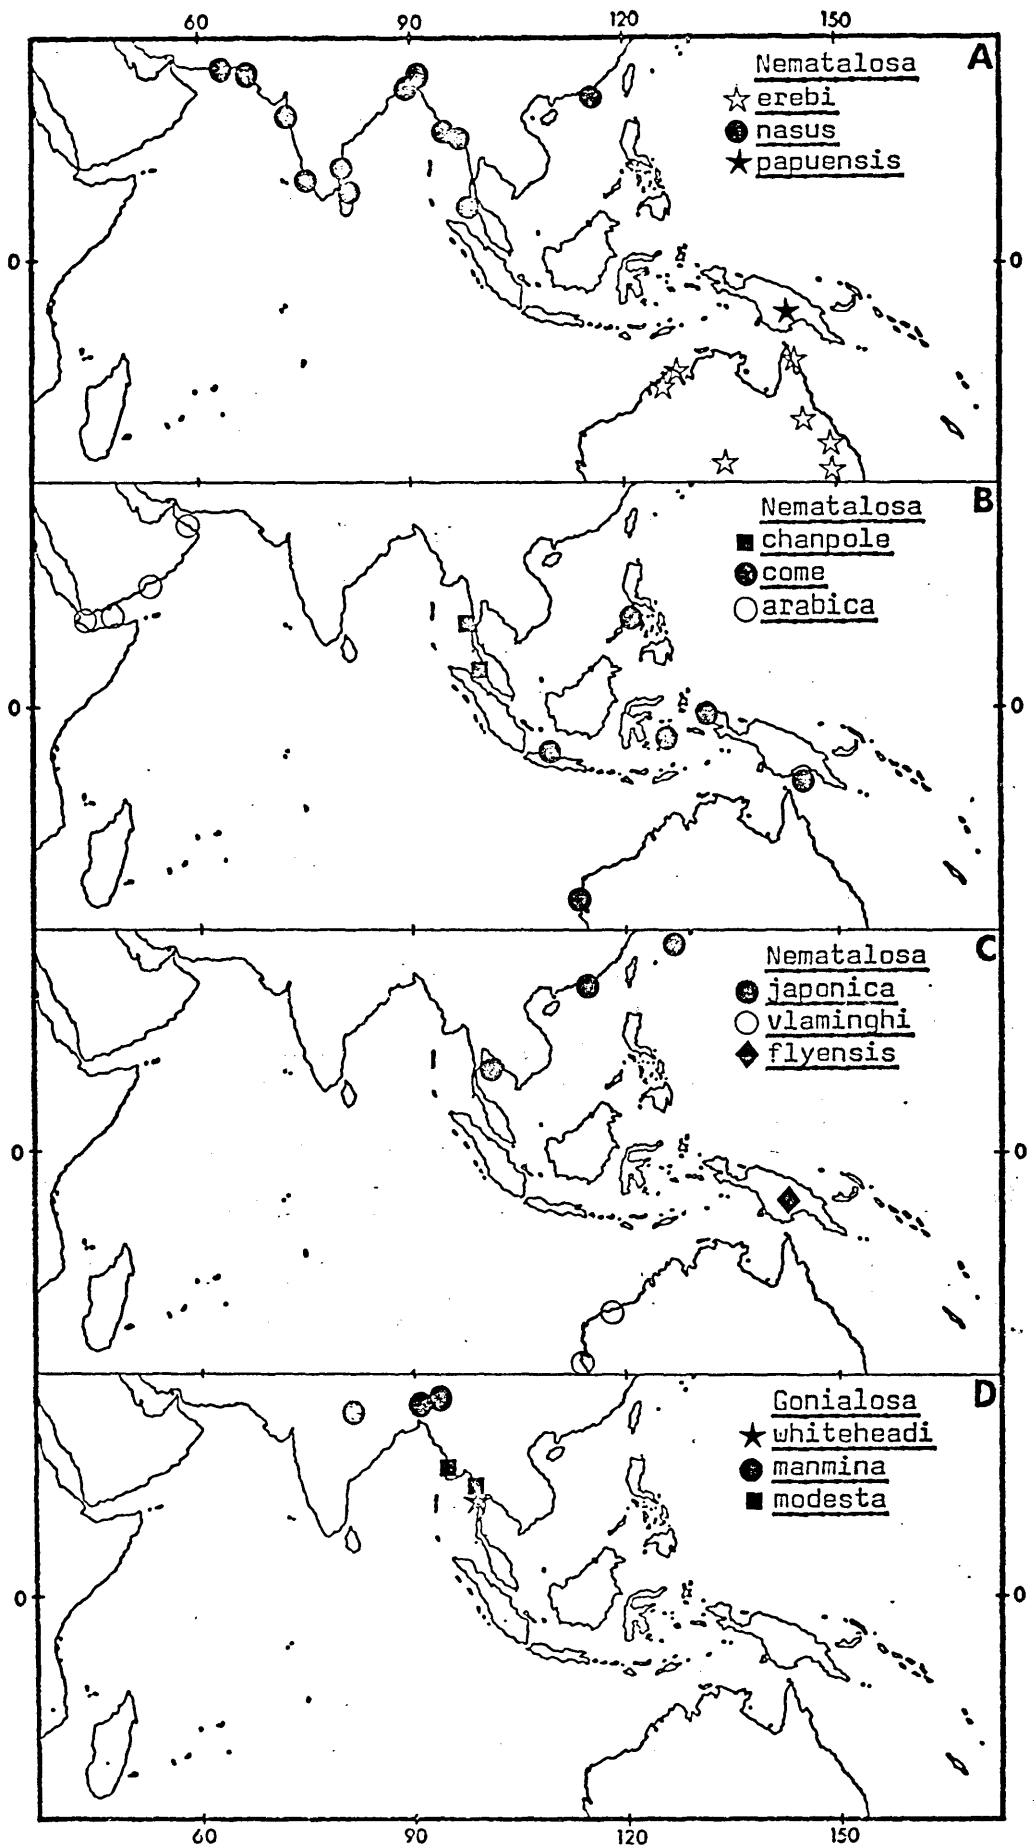 60 90 120 150
A
Nematalosa
erebi
nasus
papuensis
0 0
B
Nematalosa
chanpole
come
arabica
0 0
C
Nematalosa
japonica
vlaminghi
flyensis
0 0
D
Gonialosa
whiteheadi
manmina
modesta
0 0
60 90 120 150